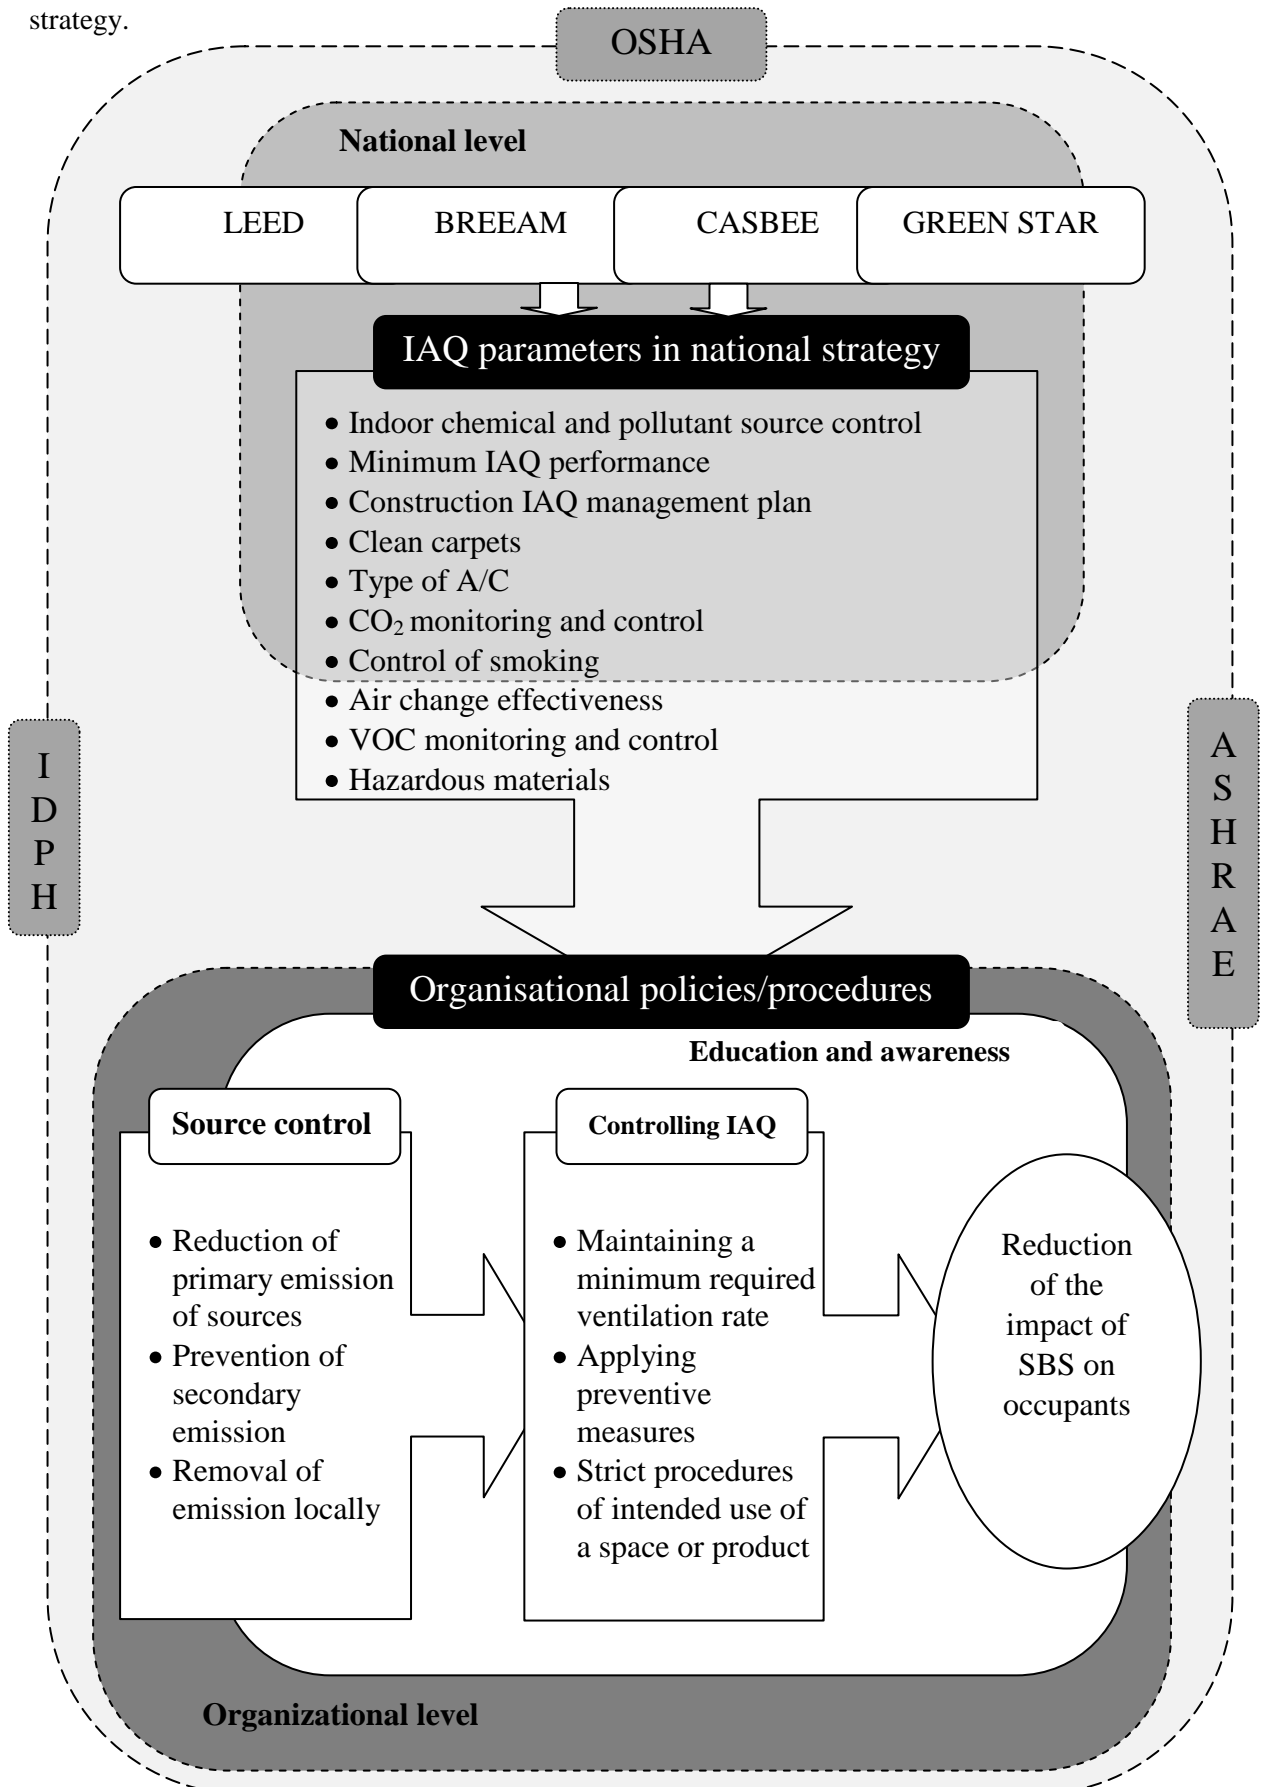 strategy.
OSHA
National level
LEED
BREEAM
CASBEE
GREEN STAR
IAQ parameters in national strategy
• Indoor chemical and pollutant source control
• Minimum IAQ performance
• Construction IAQ management plan
• Clean carpets
• Type of A/C
• CO₂ monitoring and control
• Control of smoking
• Air change effectiveness
• VOC monitoring and control
• Hazardous materials
I
D
P
H
A
S
H
R
A
E
Organisational policies/procedures
Education and awareness
Source control
• Reduction of
primary emission
of sources
• Prevention of
secondary
emission
• Removal of
emission locally
Controlling IAQ
• Maintaining a
minimum required
ventilation rate
• Applying
preventive
measures
• Strict procedures
of intended use of
a space or product
Reduction
of the
impact of
SBS on
occupants
Organizational level